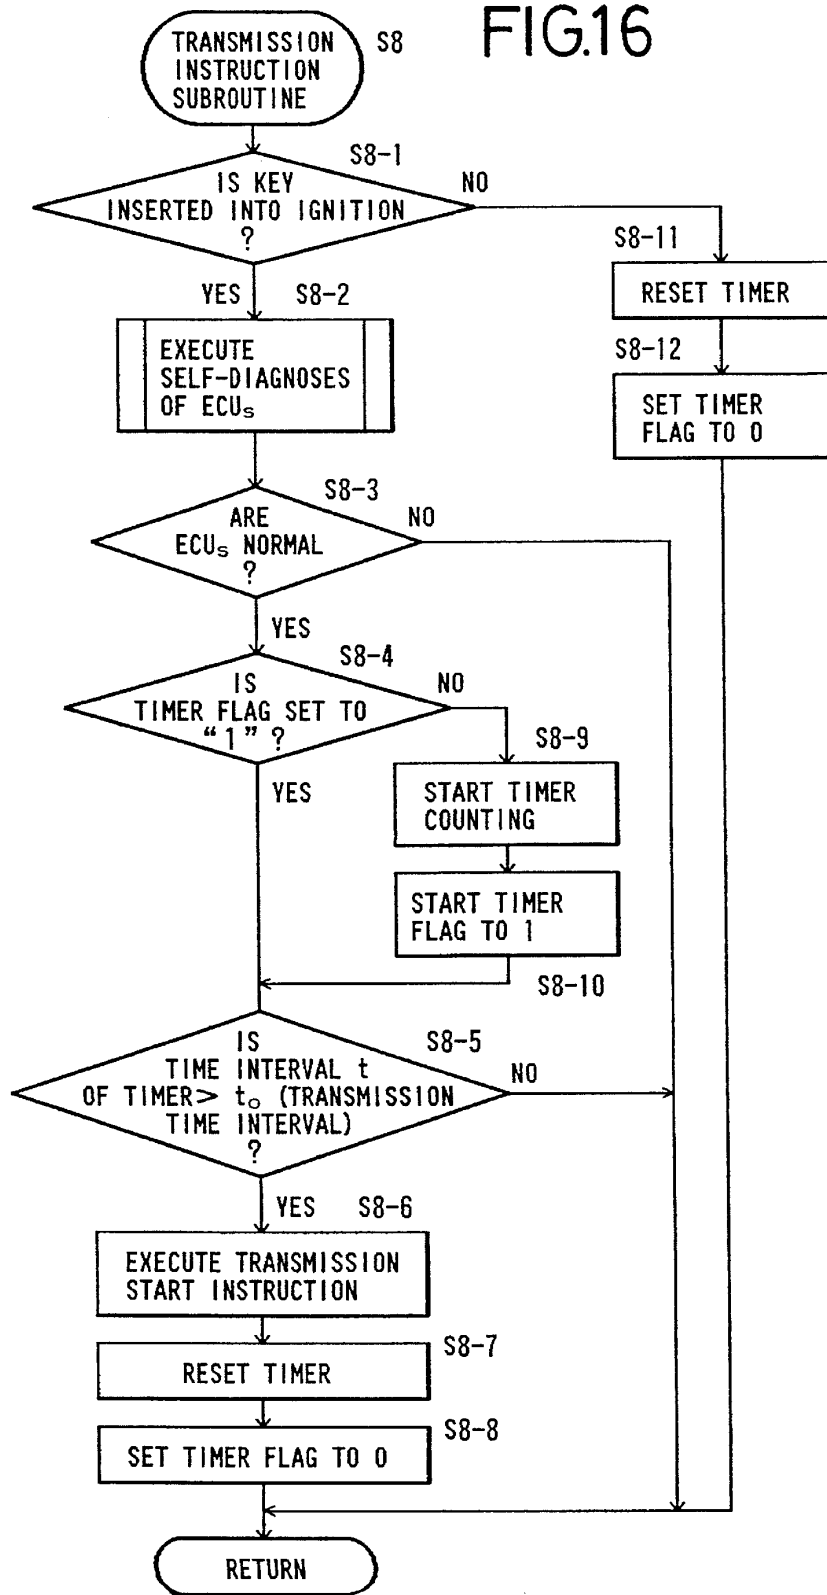 FIG.16
TRANSMISSION
INSTRUCTION
SUBROUTINE
S8
S8-1
IS KEY
INSERTED INTO IGNITION
?
NO
YES
S8-11
RESET TIMER
S8-12
SET TIMER
FLAG TO 0
S8-2
EXECUTE
SELF-DIAGNOSES
OF ECUs
S8-3
ARE
ECUs NORMAL
?
NO
YES
S8-4
IS
TIMER FLAG SET TO
"1" ?
NO
YES
S8-9
START TIMER
COUNTING
START TIMER
FLAG TO 1
S8-10
S8-5
IS
TIME INTERVAL t
OF TIMER> to (TRANSMISSION
TIME INTERVAL)
?
NO
YES
S8-6
EXECUTE TRANSMISSION
START INSTRUCTION
S8-7
RESET TIMER
S8-8
SET TIMER FLAG TO 0
RETURN